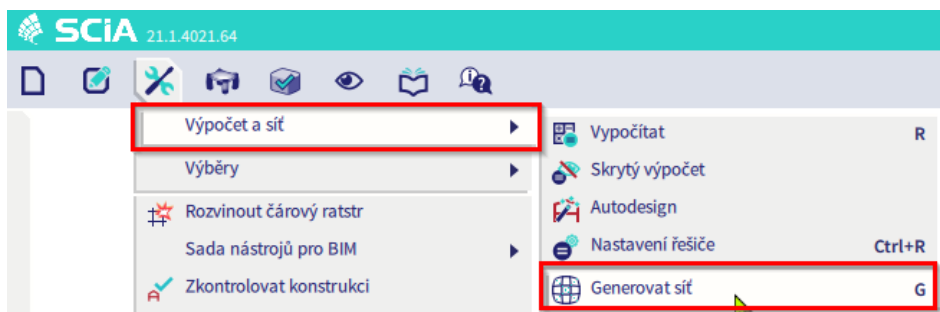 SCiA 21.1.4021.64
Výpočet a síť
Výběry
Rozvinout čárový ratstr
Sada nástrojů pro BIM
Zkontrolovat konstrukci
Vypočítat R
Skrytý výpočet
Autodesign
Nastavení řešiče Ctrl+R
Generovat síť G